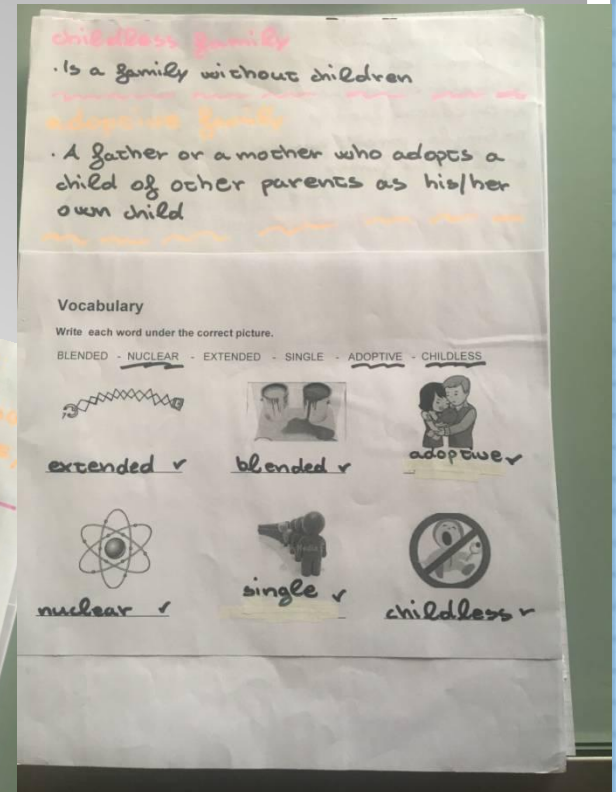 childless family
· Is a family without children
adoptive family
· A father or a mother who adopts a
child of other parents as his/her
own child
Vocabulary
Write each word under the correct picture.
BLENDED - NUCLEAR - EXTENDED - SINGLE - ADOPTIVE - CHILDLESS
extended ✓ blended ✓ adoptive ✓
nuclear ✓ single ✓ childless ✓